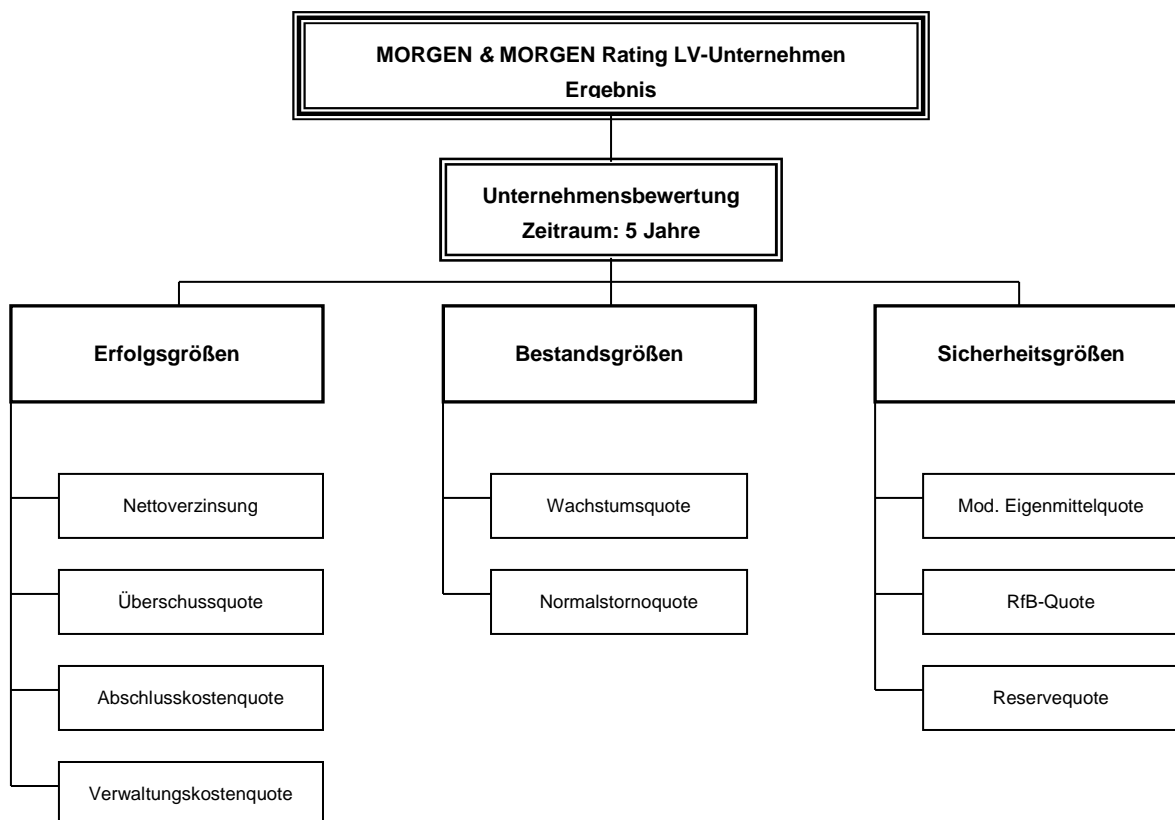 MORGEN & MORGEN Rating LV-Unternehmen
Ergebnis
Unternehmensbewertung
Zeitraum: 5 Jahre
Erfolgsgrößen
Bestandsgrößen
Sicherheitsgrößen
Nettoverzinsung
Wachstumsquote
Mod. Eigenmittelquote
Überschussquote
Normalstornoquote
RfB-Quote
Abschlusskostenquote
Reservequote
Verwaltungskostenquote